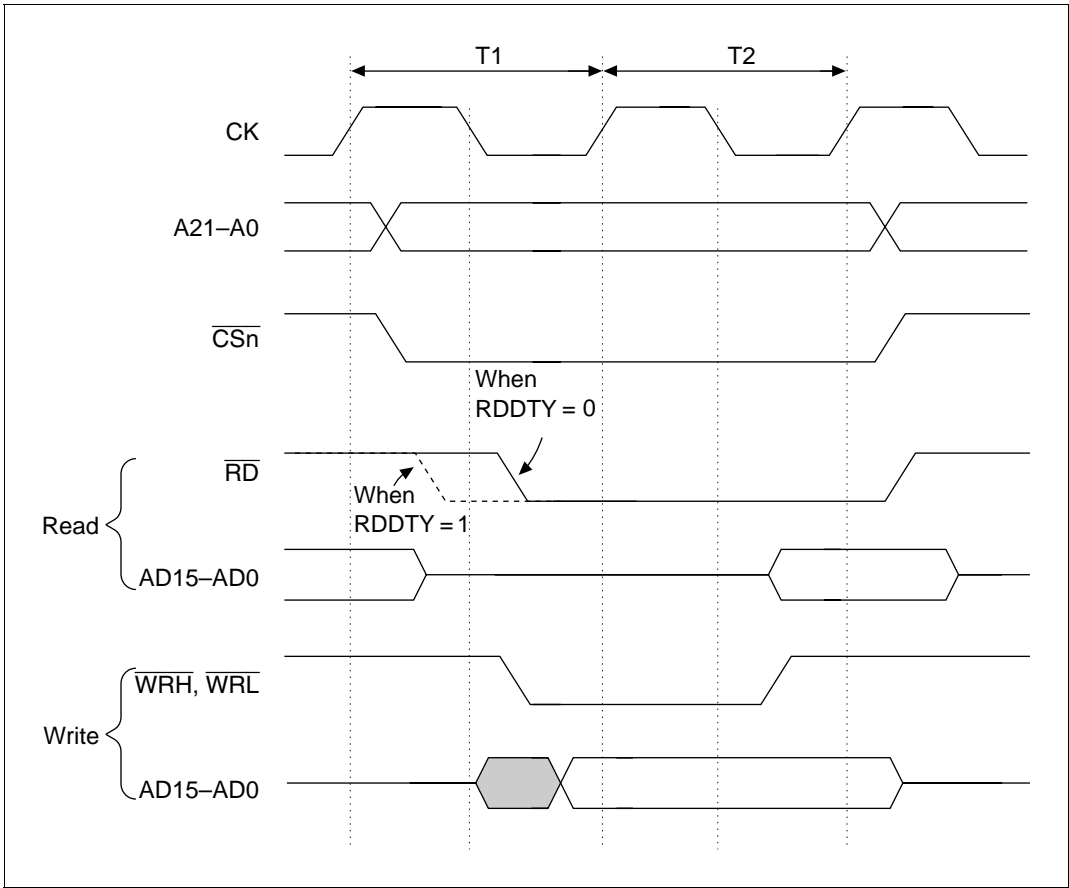 T1
T2
CK
A21–A0
CSn
When
RDDTY = 0
RD
When
RDDTY = 1
Read
AD15–AD0
WRH, WRL
Write
AD15–AD0